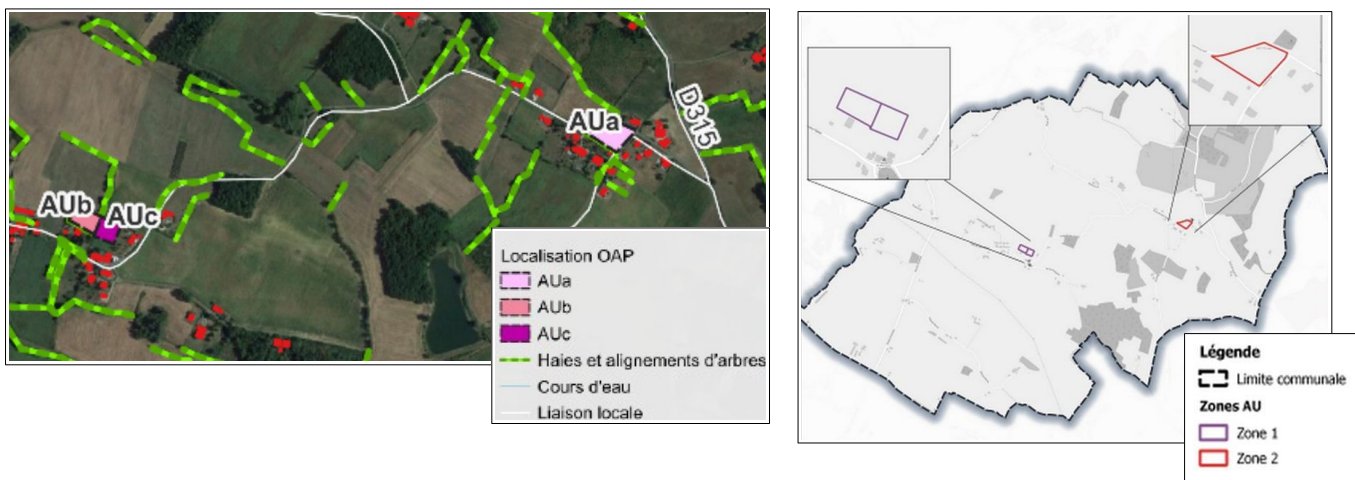 AUa
D315
AUb
AUc
Localisation OAP
AUa
AUb
AUc
Haies et alignements d'arbres
Cours d'eau
Liaison locale
Légende
Limite communale
Zones AU
Zone 1
Zone 2